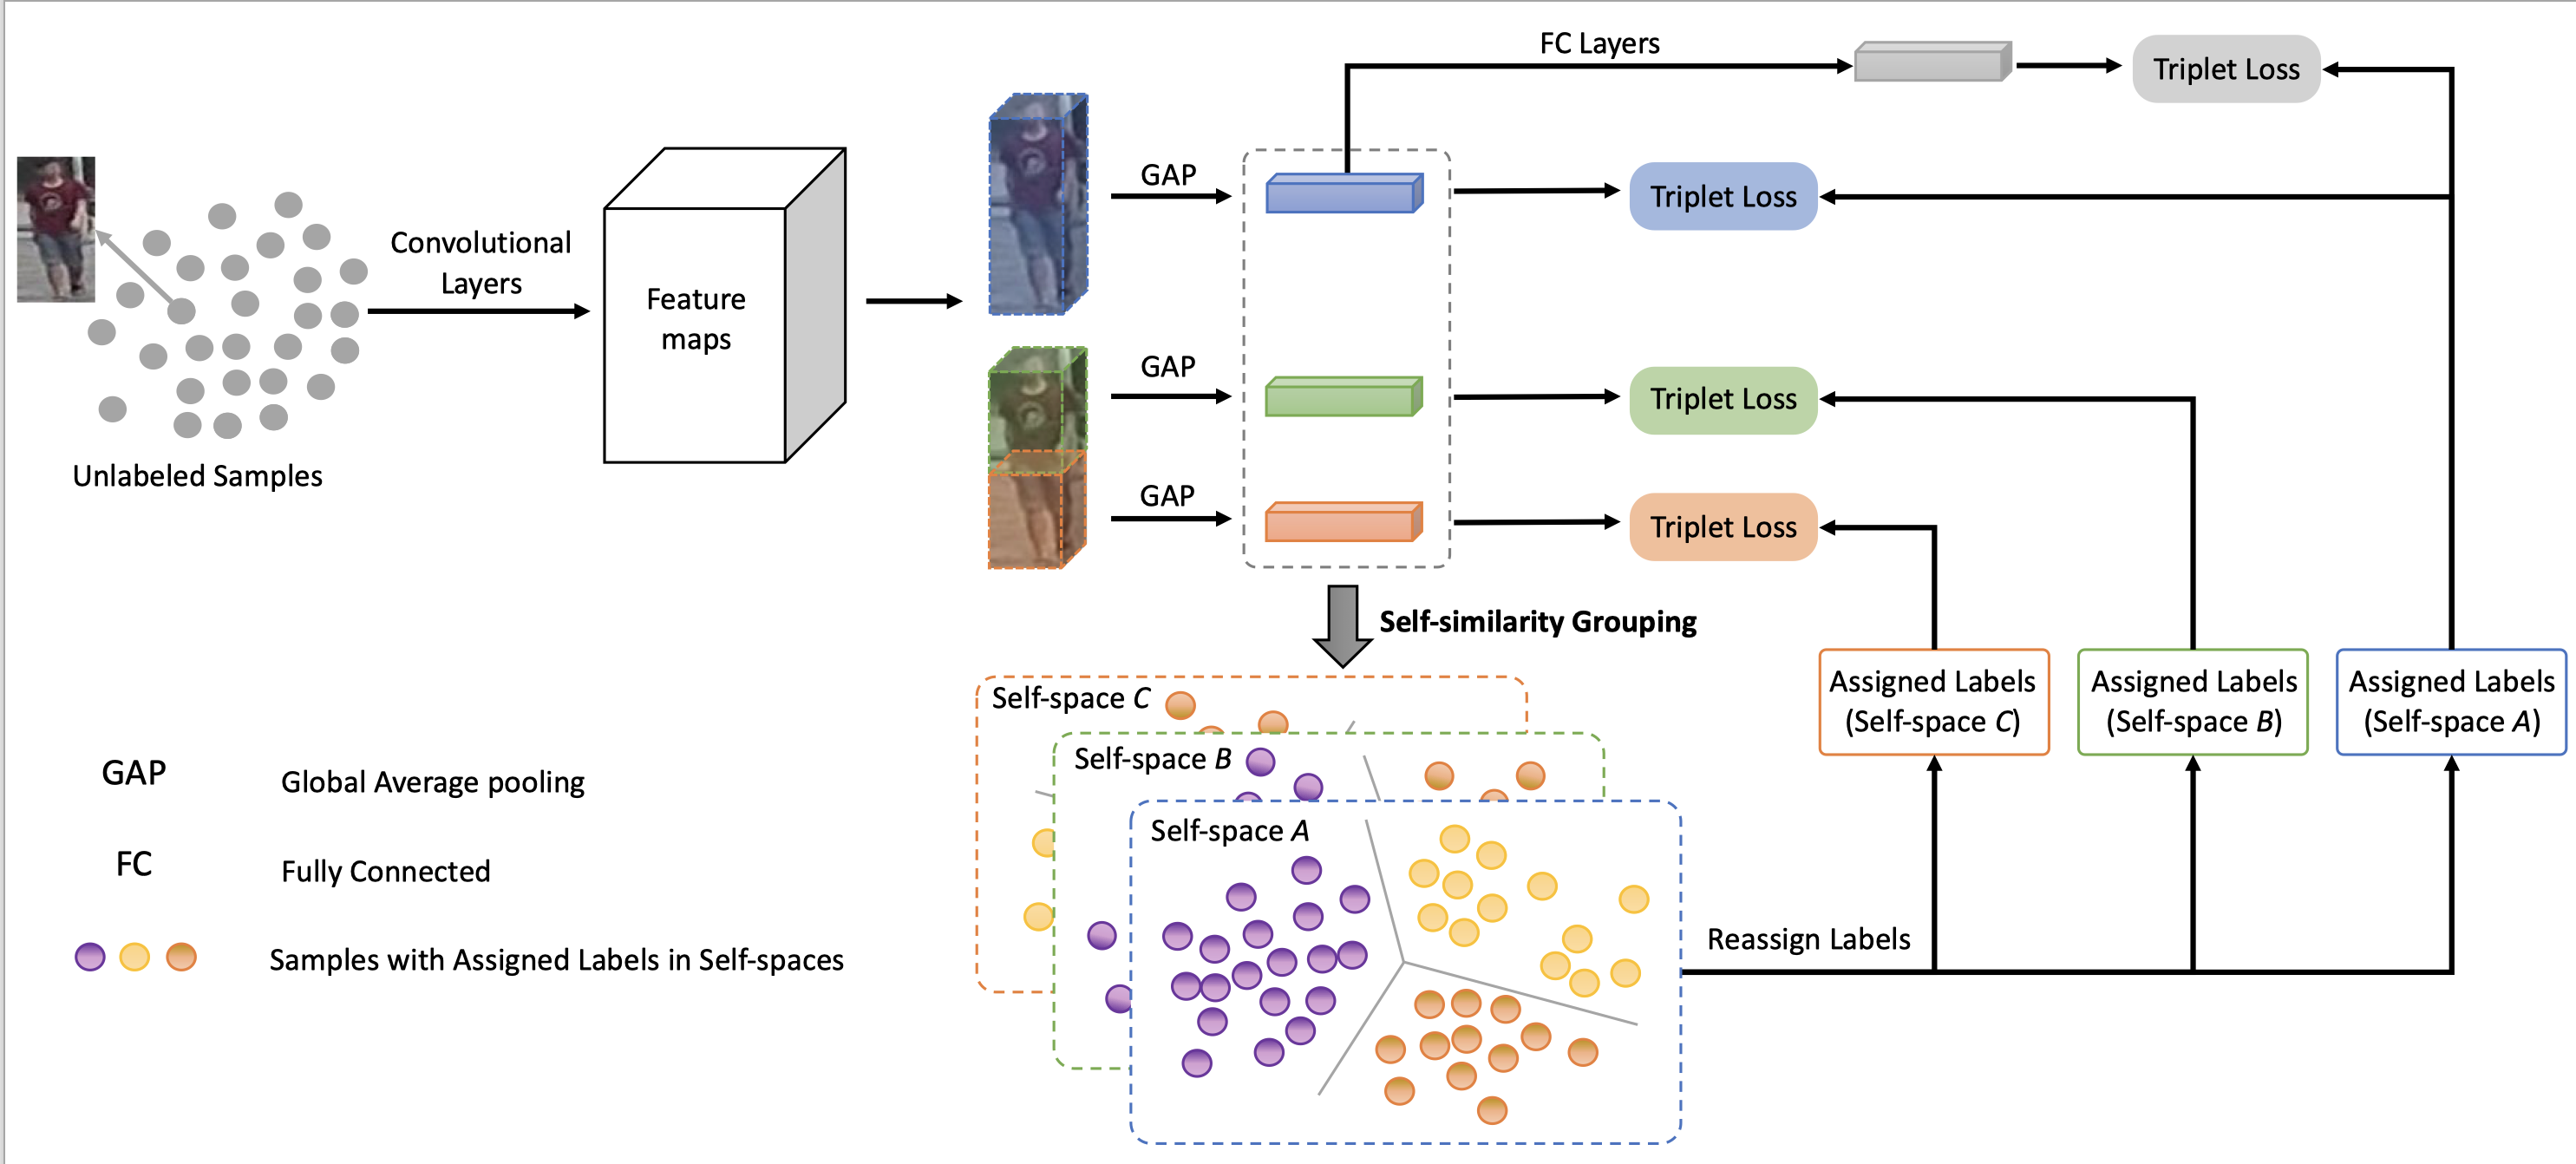 FC Layers
Triplet Loss
GAP
Triplet Loss
Convolutional
Layers
Feature
maps
GAP
Triplet Loss
Unlabeled Samples
GAP
Triplet Loss
Self-similarity Grouping
Assigned Labels
(Self-space C)
Assigned Labels
(Self-space B)
Assigned Labels
(Self-space A)
Self-space C
Self-space B
Self-space A
Reassign Labels
GAP Global Average pooling
FC Fully Connected
Samples with Assigned Labels in Self-spaces